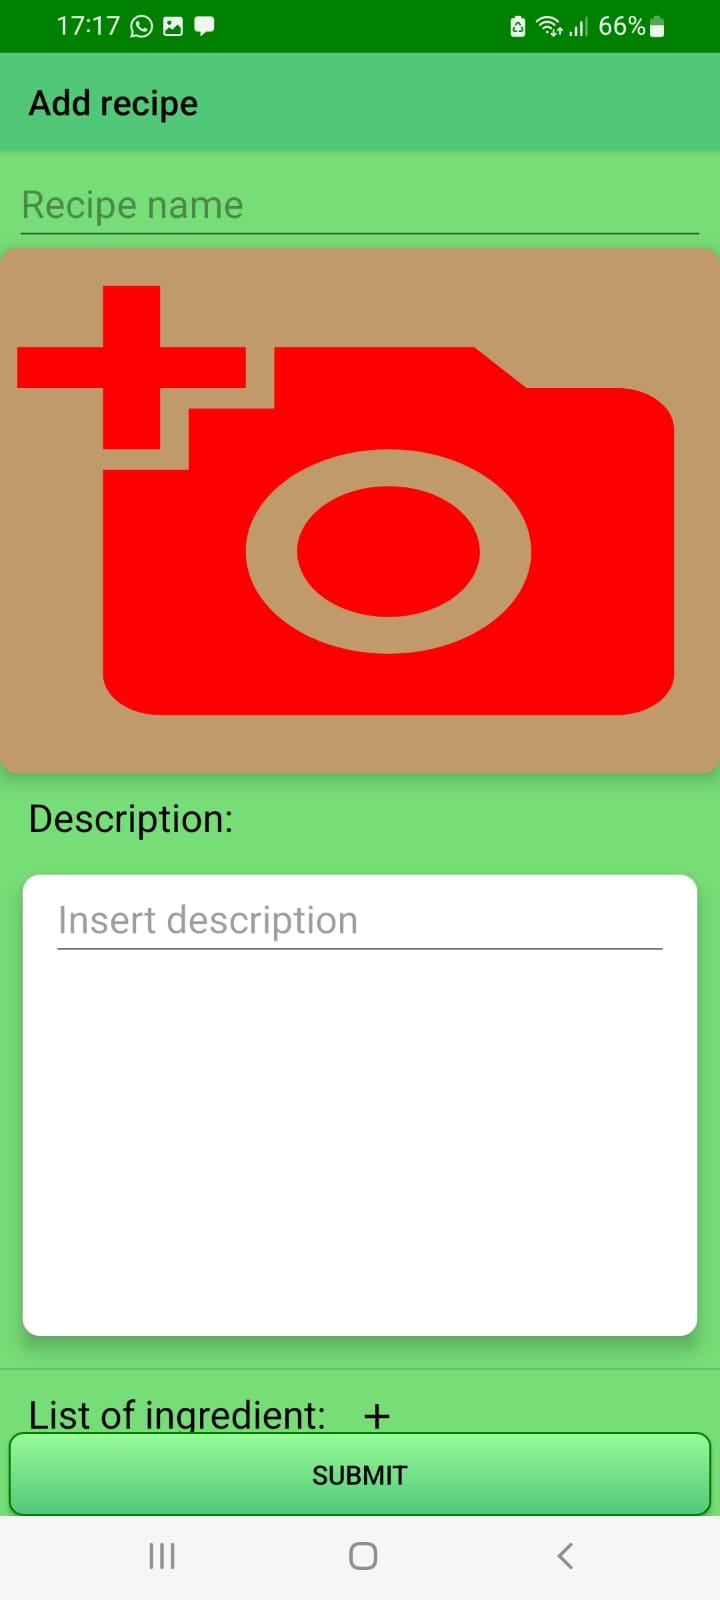 17:17 66%
Add recipe
Recipe name
Description:
Insert description
List of ingredient: +
SUBMIT